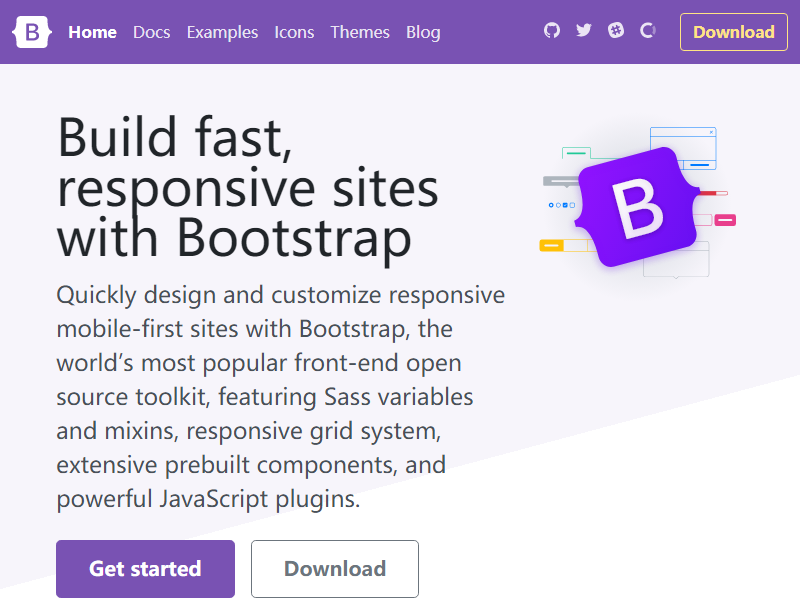 B Home Docs Examples Icons Themes Blog Download
Build fast,
responsive sites
with Bootstrap
B
Quickly design and customize responsive
mobile-first sites with Bootstrap, the
world’s most popular front-end open
source toolkit, featuring Sass variables
and mixins, responsive grid system,
extensive prebuilt components, and
powerful JavaScript plugins.
Get started Download